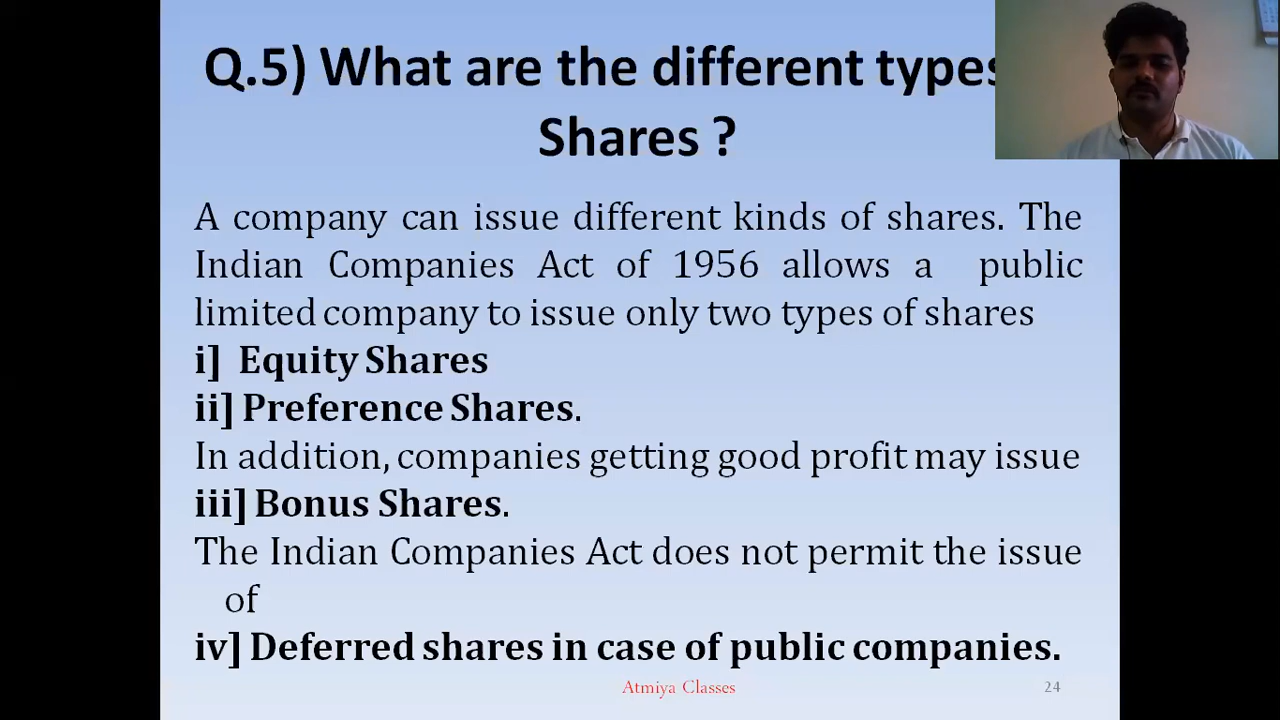 Q.5) What are the different types
Shares ?
A company can issue different kinds of shares. The
Indian Companies Act of 1956 allows a public
limited company to issue only two types of shares
i] Equity Shares
ii] Preference Shares.
In addition, companies getting good profit may issue
iii] Bonus Shares.
The Indian Companies Act does not permit the issue
of
iv] Deferred shares in case of public companies.
Atmiya Classes
24